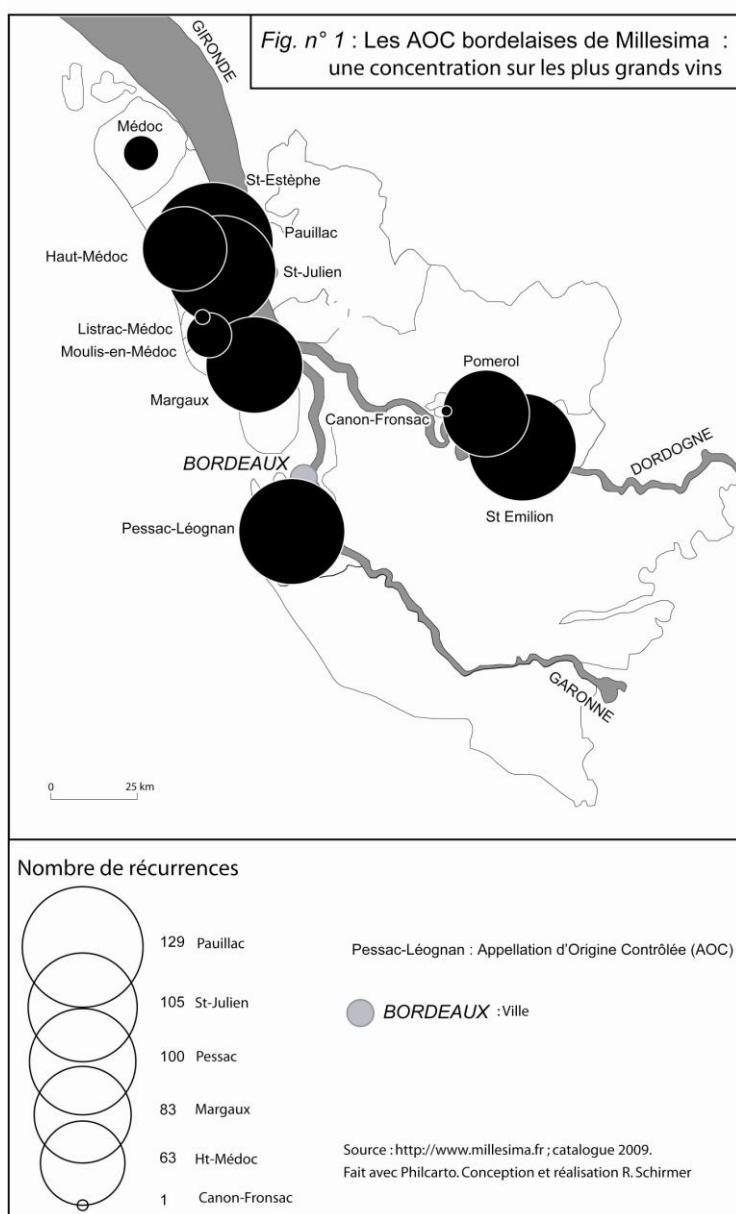 Fig. n° 1 : Les AOC bordelaises de Millesima :
une concentration sur les plus grands vins
GIRONDE
Médoc
St-Estèphe
Pauillac
Haut-Médoc
St-Julien
Listrac-Médoc
Moulis-en-Médoc
Pomerol
Margaux
Canon-Fronsac
BORDEAUX
DORDOGNE
St Emilion
Pessac-Léognan
GARONNE
0 25 km
Nombre de récurrences
129 Pauillac
105 St-Julien
100 Pessac
83 Margaux
63 Ht-Médoc
1 Canon-Fronsac
Pessac-Léognan : Appellation d'Origine Contrôlée (AOC)
BORDEAUX : Ville
Source : http://www.millesima.fr ; catalogue 2009.
Fait avec Philcarto. Conception et réalisation R. Schirmer